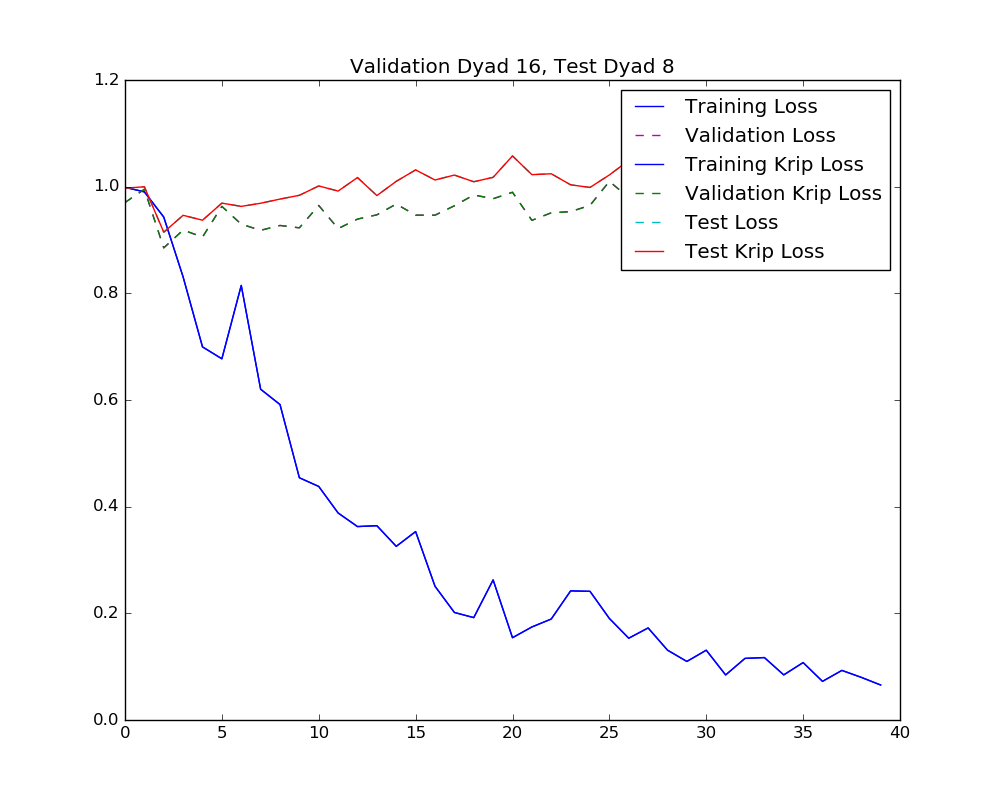 Validation Dyad 16, Test Dyad 8
1.2
1.0
0.8
0.6
0.4
0.2
0.0
Training Loss
Validation Loss
Training Krip Loss
Validation Krip Loss
Test Loss
Test Krip Loss
0 5 10 15 20 25 30 35 40